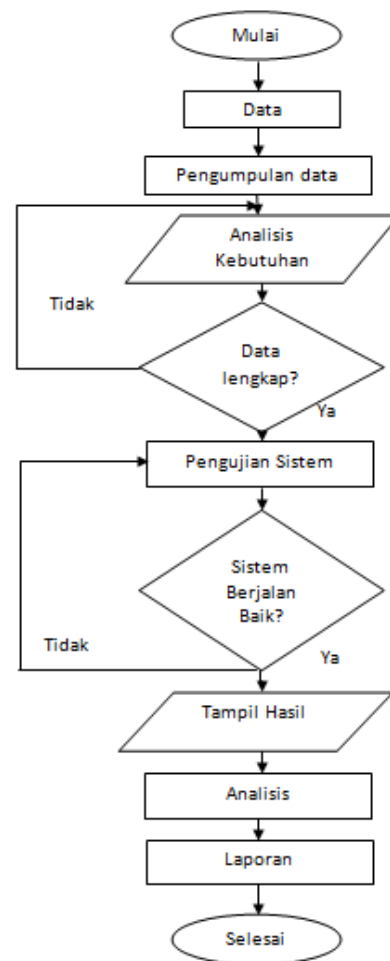 Mulai
Data
Pengumpulan data
Analisis
Kebutuhan
Tidak
Data
lengkap?
Ya
Pengujian Sistem
Sistem
Berjalan
Baik?
Tidak
Ya
Tampil Hasil
Analisis
Laporan
Selesai